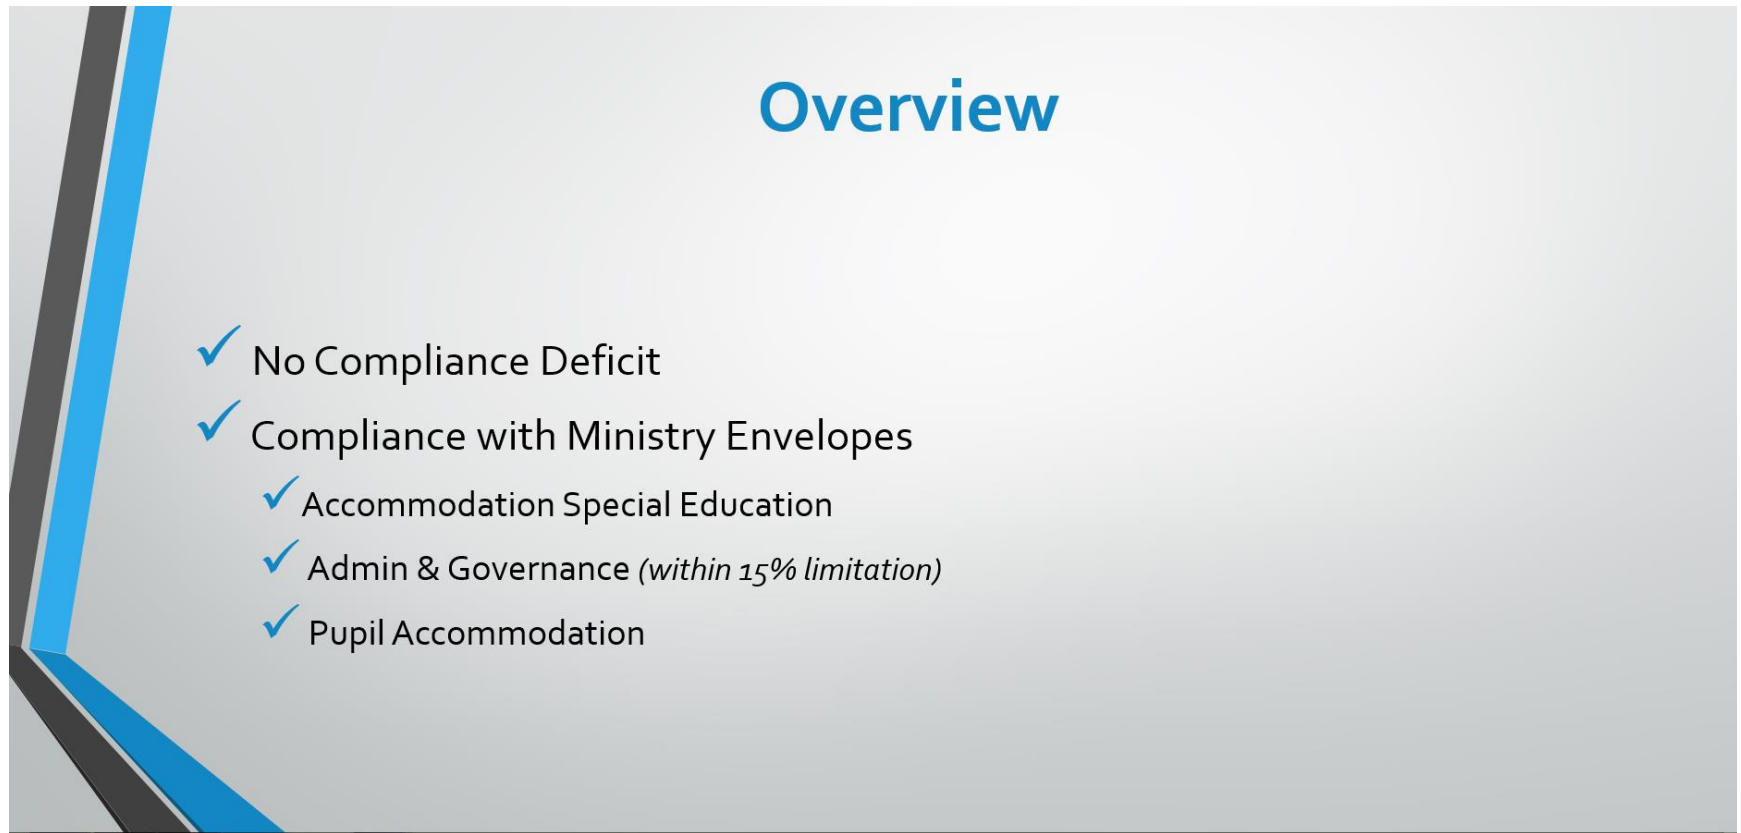 Overview
✓ No Compliance Deficit
✓ Compliance with Ministry Envelopes
✓ Accommodation Special Education
✓ Admin & Governance (within 15% limitation)
✓ Pupil Accommodation